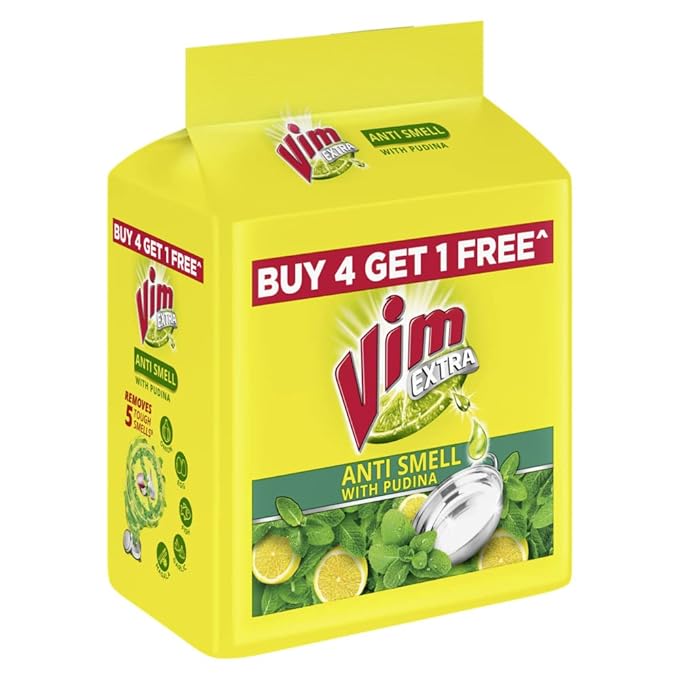 Vim
EXTRA
ANTI SMELL
WITH PUDINA
BUY 4 GET 1 FREE^
Vim
EXTRA
ANTI SMELL
WITH PUDINA
BUY 4 GET 1 FREE^
Vim
EXTRA
ANTI SMELL
WITH PUDINA
REMOVES
5 TOUGH
SMELLS
EGG